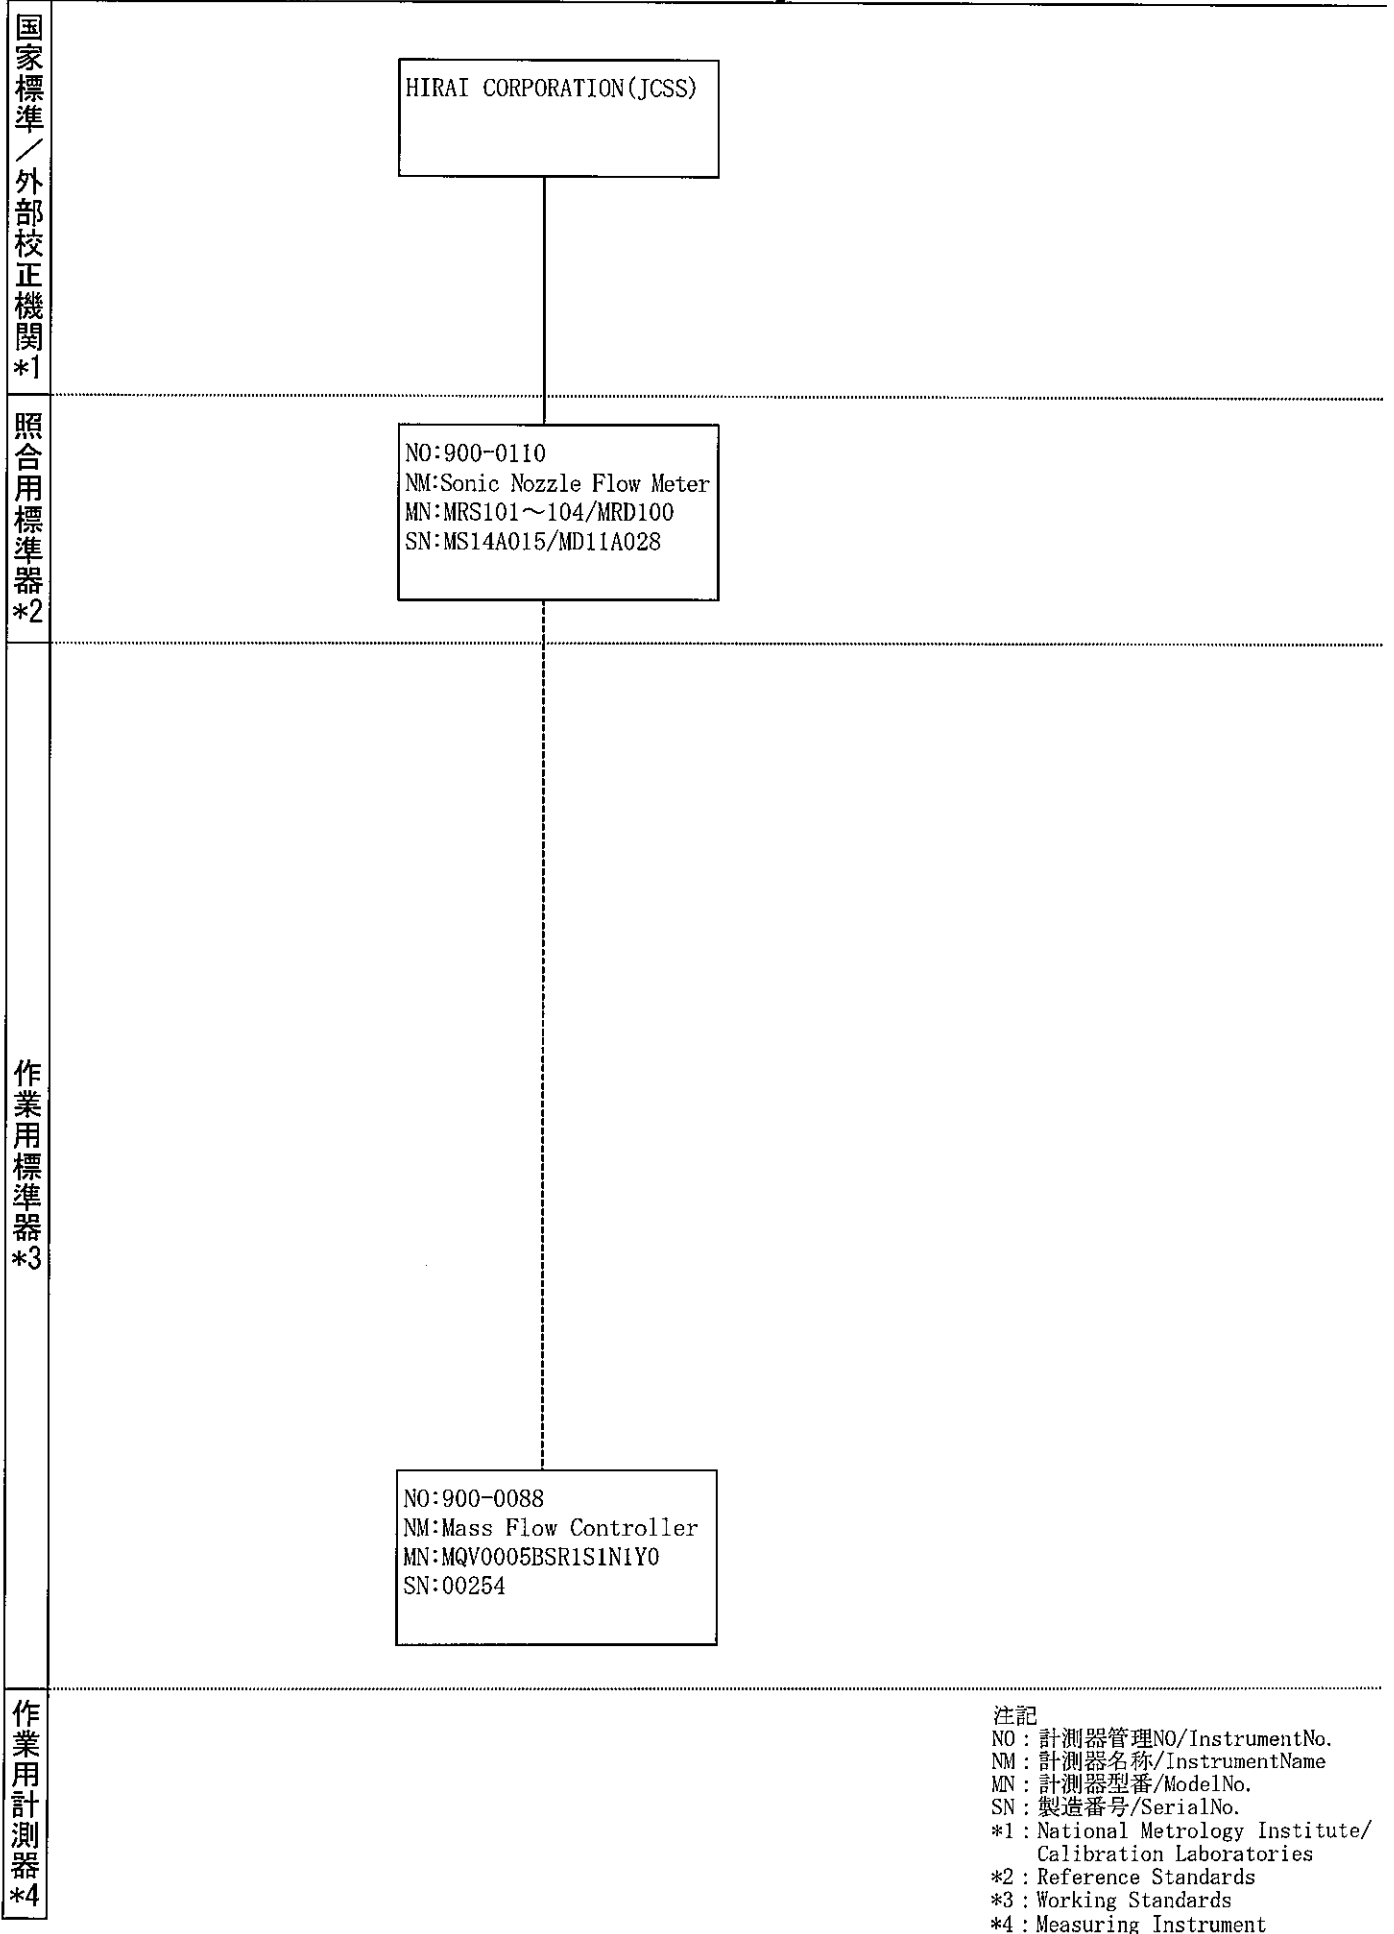 国家標準／外部校正機関*1
HIRAI CORPORATION(JCSS)
照合用標準器*2
NO:900-0110
NM:Sonic Nozzle Flow Meter
MN:MRS101～104/MRD100
SN:MS14A015/MD11A028
作業用標準器*3
NO:900-0088
NM:Mass Flow Controller
MN:MQV0005BSR1S1N1Y0
SN:00254
作業用計測器*4
注記
NO：計測器管理NO/InstrumentNo.
NM：計測器名称/InstrumentName
MN：計測器型番/ModelNo.
SN：製造番号/SerialNo.
*1：National Metrology Institute/
Calibration Laboratories
*2：Reference Standards
*3：Working Standards
*4：Measuring Instrument